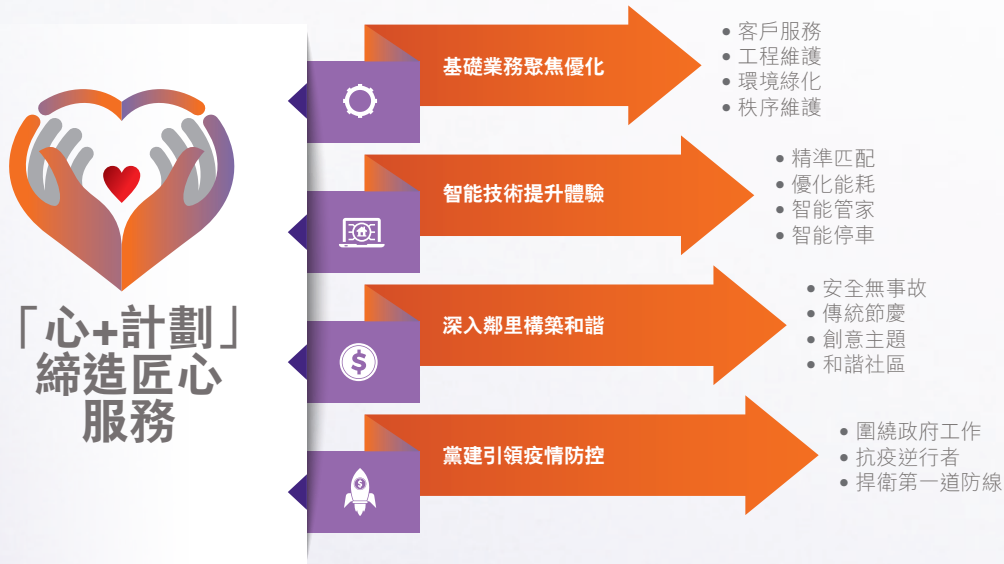 「心+計劃」
締造匠心
服務
基礎業務聚焦優化
• 客戶服務
• 工程維護
• 環境綠化
• 秩序維護
智能技術提升體驗
• 精準匹配
• 優化能耗
• 智能管家
• 智能停車
$
深入鄰里構築和諧
• 安全無事故
• 傳統節慶
• 創意主題
• 和諧社區
$
黨建引領疫情防控
• 圍繞政府工作
• 抗疫逆行者
• 捍衛第一道防線